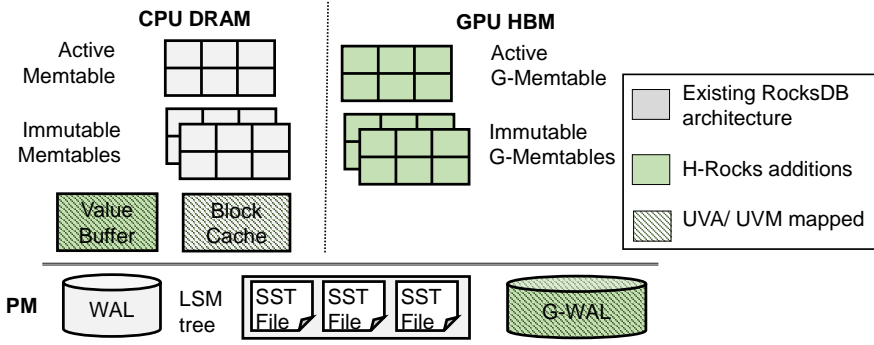 CPU DRAM
GPU HBM
Active
Memtable
Active
G-Memtable
Immutable
Memtables
Immutable
G-Memtables
Value
Buffer
Block
Cache
Existing RocksDB
architecture
H-Rocks additions
UVA/ UVM mapped
PM
WAL
LSM
tree
SST
File
SST
File
SST
File
G-WAL